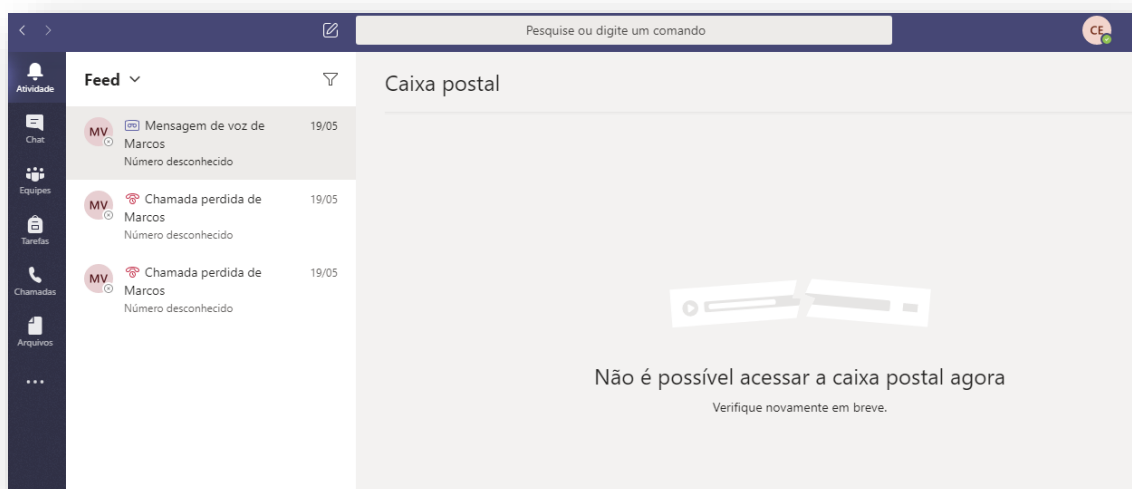 Pesquise ou digite um comando
CE
Atividade
Chat
Equipes
Tarefas
Chamadas
Arquivos
Feed
MV
Mensagem de voz de
Marcos
Número desconhecido
19/05
MV
Chamada perdida de
Marcos
Número desconhecido
19/05
MV
Chamada perdida de
Marcos
Número desconhecido
19/05
Caixa postal
Não é possível acessar a caixa postal agora
Verifique novamente em breve.